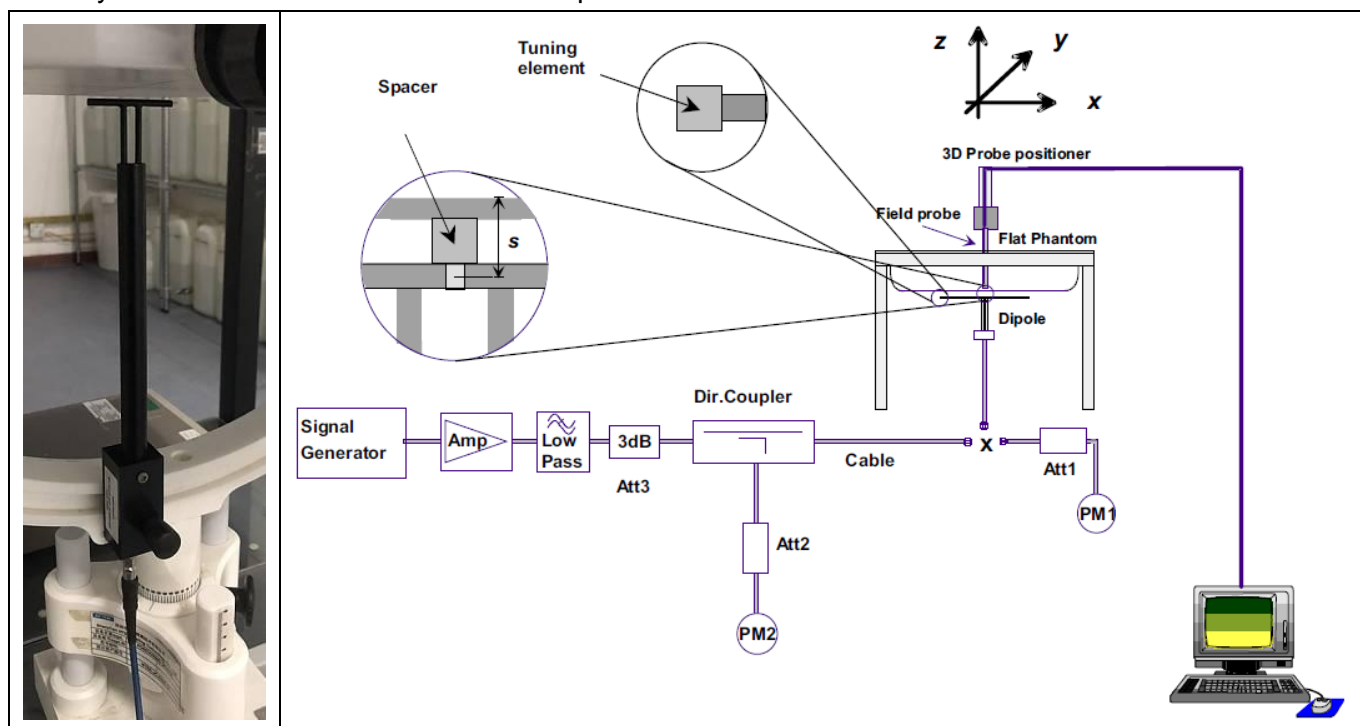 Tuning
element
Spacer
s
z
y
x
3D Probe positioner
Field probe
Flat Phantom
Dipole
Dir.Coupler
Signal
Generator
Amp
Low
Pass
3dB
Att3
Cable
X
Att1
PM1
Att2
PM2